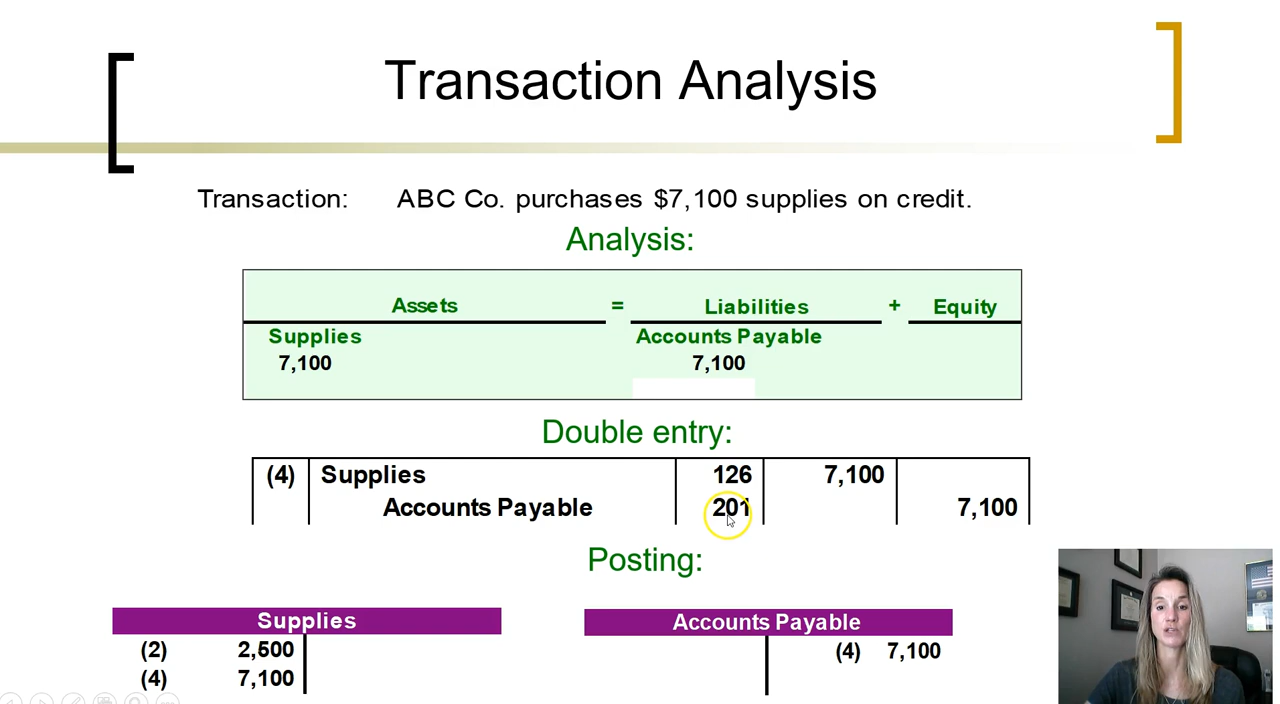 Transaction Analysis
Transaction: ABC Co. purchases $7,100 supplies on credit.
Analysis:
Assets = Liabilities + Equity
Supplies Accounts Payable
7,100 7,100
Double entry:
(4) Supplies 126 7,100
Accounts Payable 201 7,100
Posting:
Supplies Accounts Payable
(2) 2,500 (4) 7,100
(4) 7,100